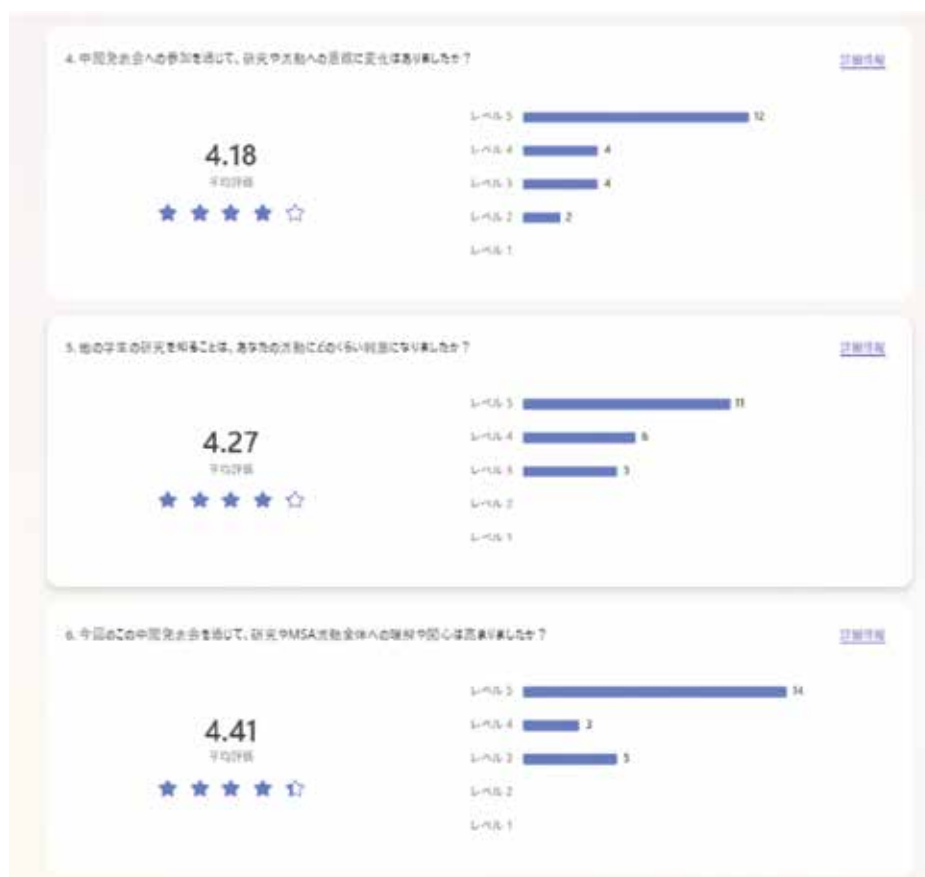 4. 中間発表会への参加を通じて、研究や活動への意欲に変化はありましたか？
詳細情報
4.18
平均評価
レベル 5 12
レベル 4 4
レベル 3 4
レベル 2 2
レベル 1
5. 他の学生の研究を知ることは、あなたの活動にどのくらい刺激になりましたか？
詳細情報
4.27
平均評価
レベル 5 11
レベル 4 6
レベル 3 5
レベル 2
レベル 1
6. 今回のこの中間発表会を通じて、研究やMSA活動全体への理解や関心は高まりましたか？
詳細情報
4.41
平均評価
レベル 5 14
レベル 4 3
レベル 3 5
レベル 2
レベル 1